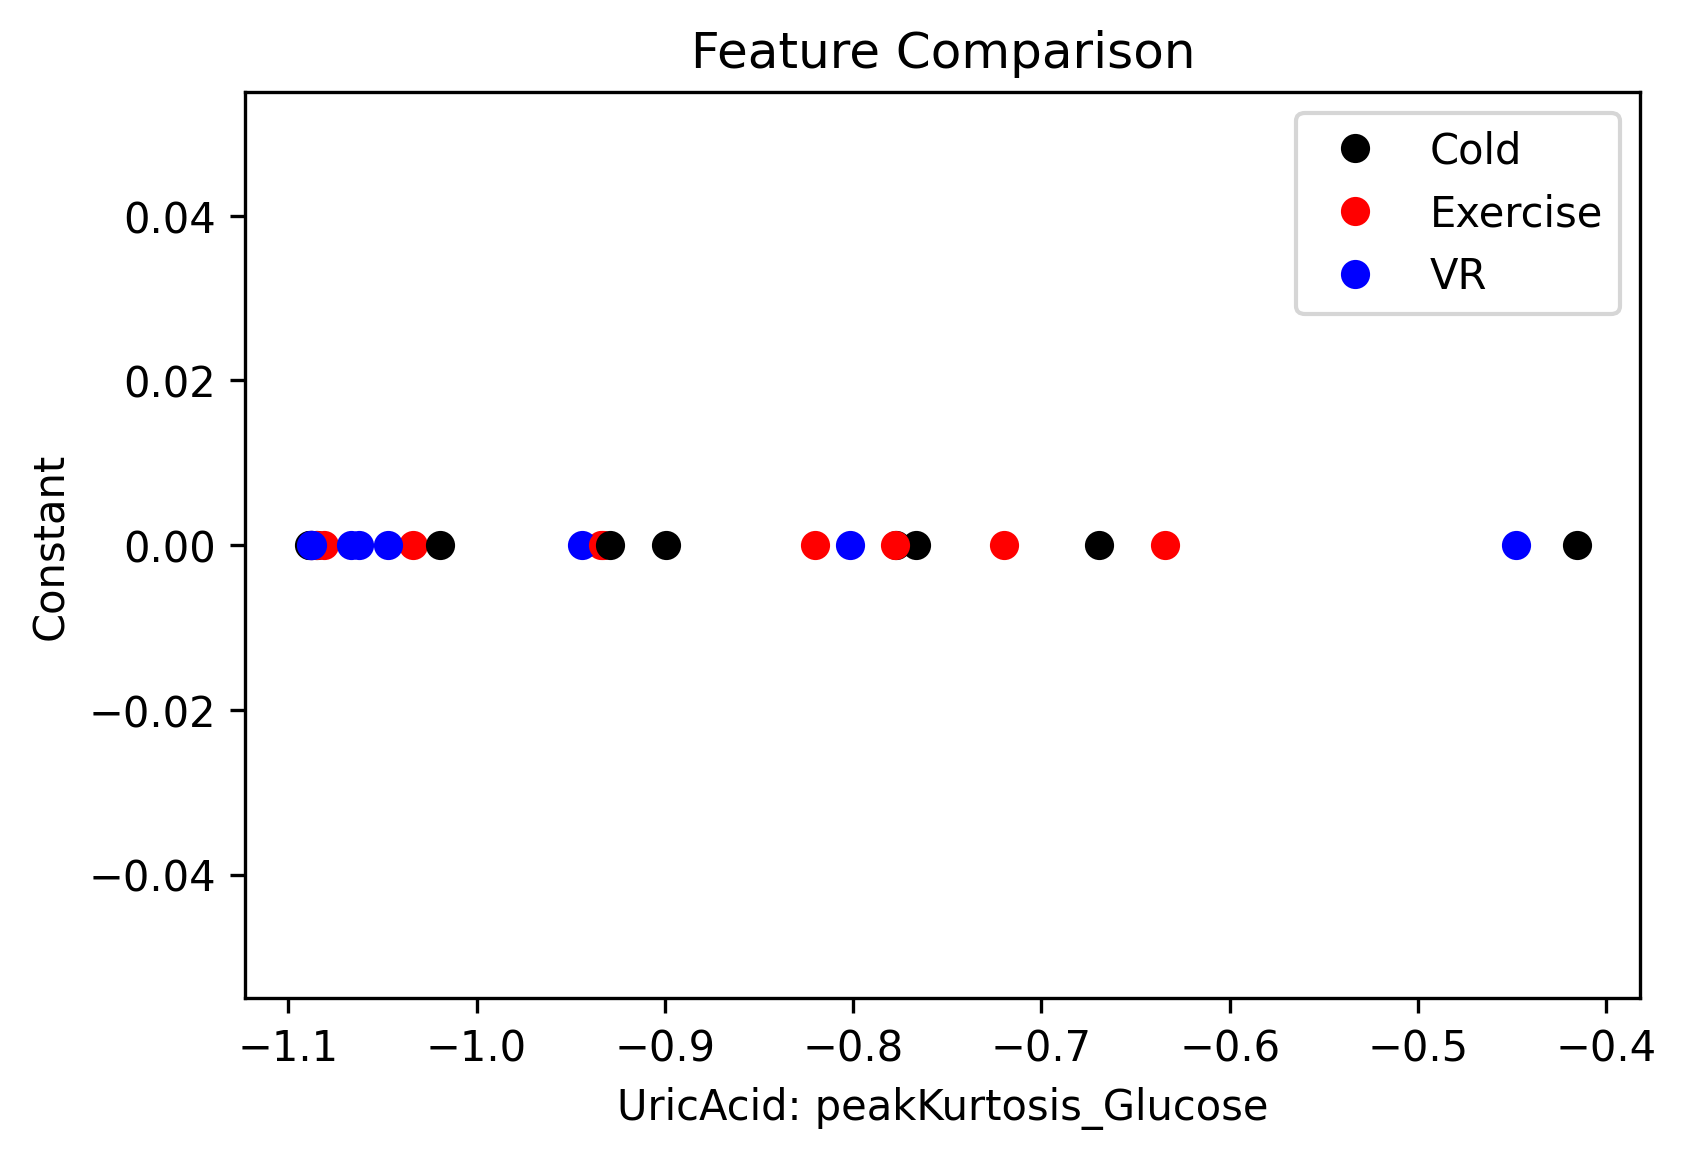 Feature Comparison
Cold
Exercise
VR
0.04
0.02
0.00
−0.02
−0.04
Constant
−1.1 −1.0 −0.9 −0.8 −0.7 −0.6 −0.5 −0.4
UricAcid: peakKurtosis_Glucose